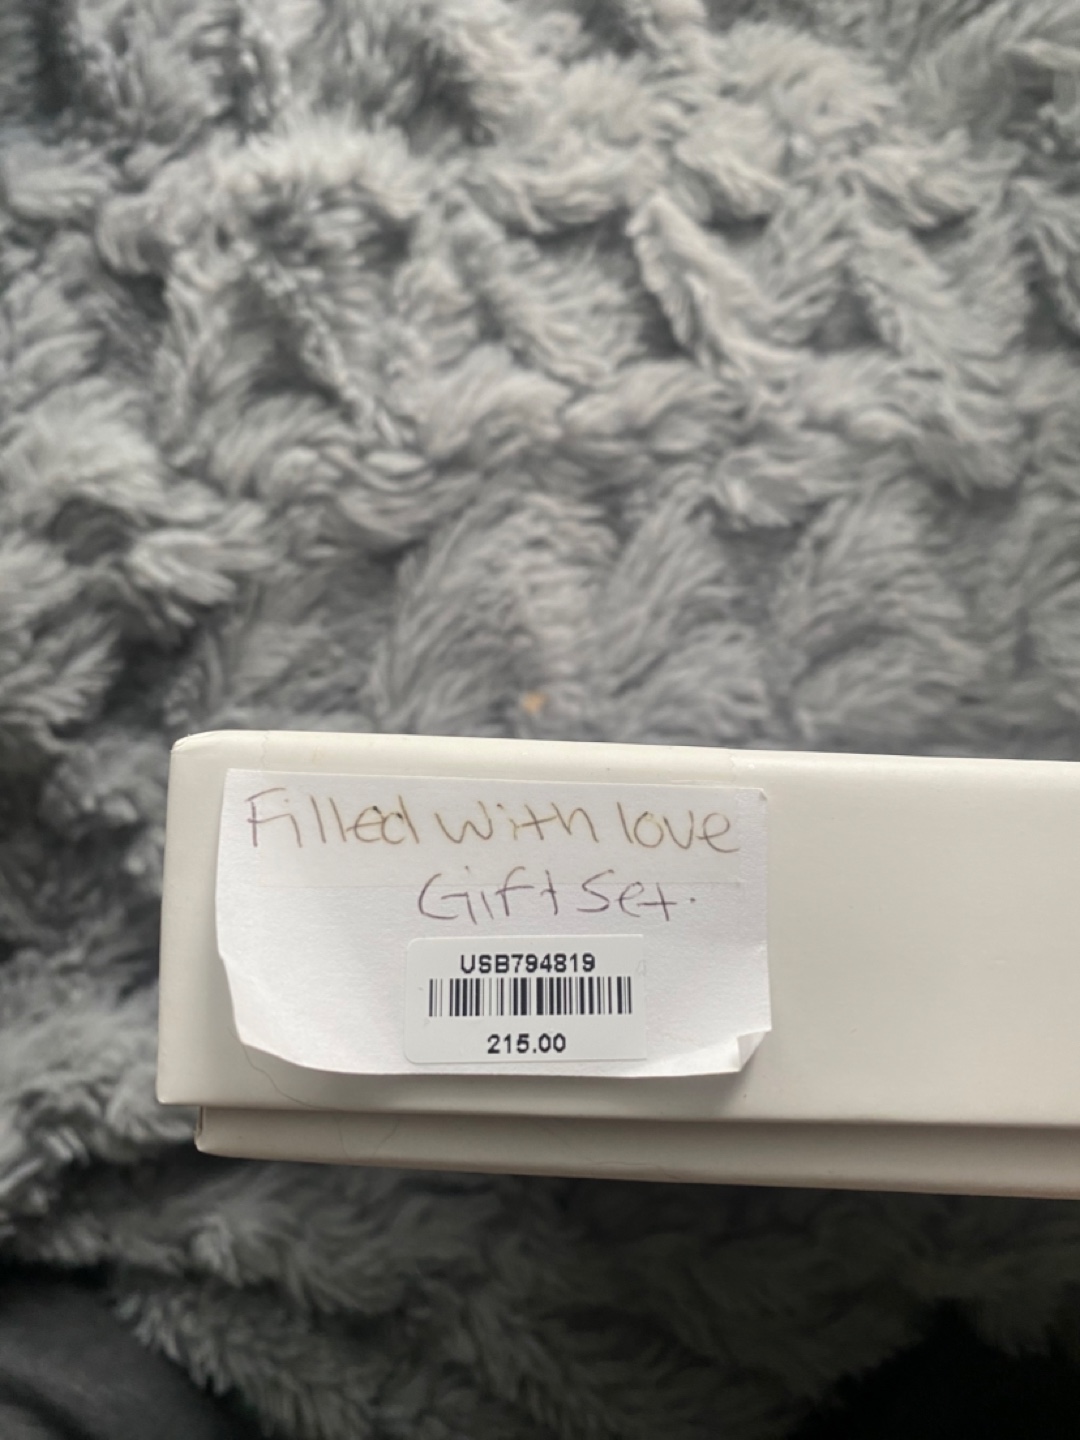 Filled with love
Gift Set.
USB794819
215.00